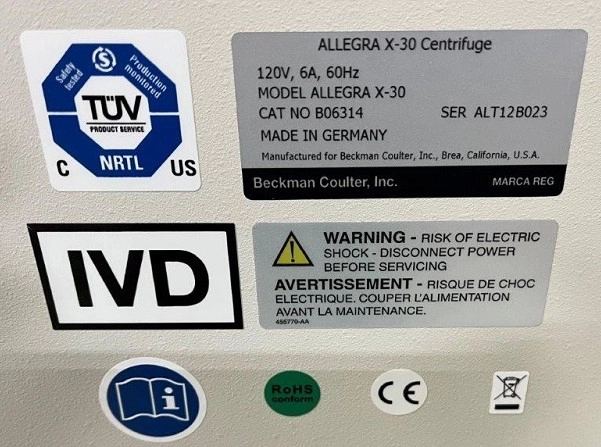 Safety tested
Production monitored
TÜV
PRODUCT SERVICE
C
NRTL
US
ALLEGRA X-30 Centrifuge
120V, 6A, 60Hz
MODEL ALLEGRA X-30
CAT NO B06314 SER ALT12B023
MADE IN GERMANY
Manufactured for Beckman Coulter, Inc., Brea, California, U.S.A.
Beckman Coulter, Inc. MARCA REG
IVD
WARNING - RISK OF ELECTRIC
SHOCK - DISCONNECT POWER
BEFORE SERVICING
AVERTISSEMENT - RISQUE DE CHOC
ELECTRIQUE. COUPER L'ALIMENTATION
AVANT LA MAINTENANCE.
455770-AA
i
RoHS
conform
CE